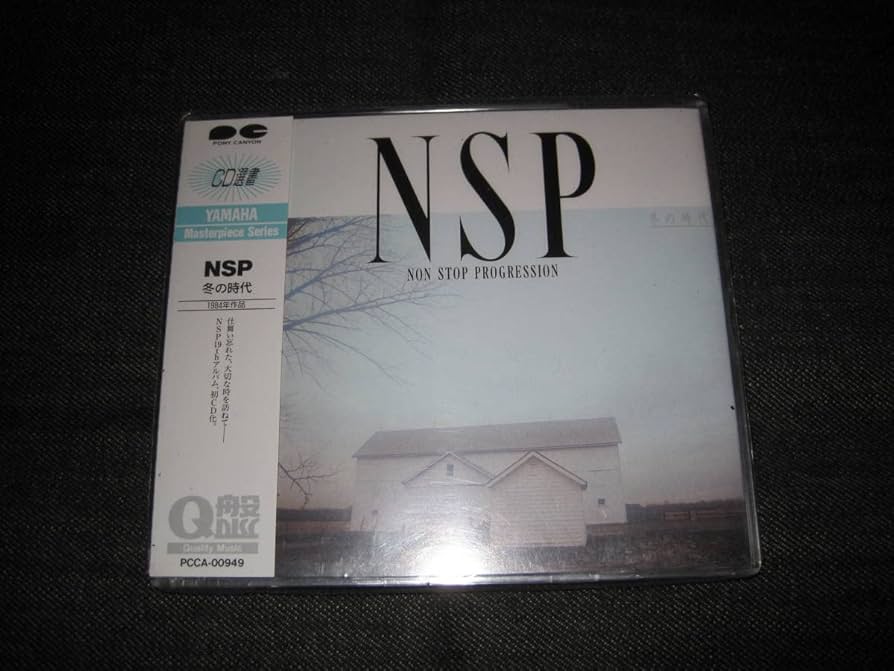 PONY CANYON
CD選書
YAMAHA
Masterpiece Series
NSP
冬の時代
1984年作品
仕舞い忘れた、大切な時を訪ねて——
NSP19thアルバム、初CD化。
Q盤
DISC
Quality Music
PCCA-00949
NSP
NON STOP PROGRESSION
冬の時代